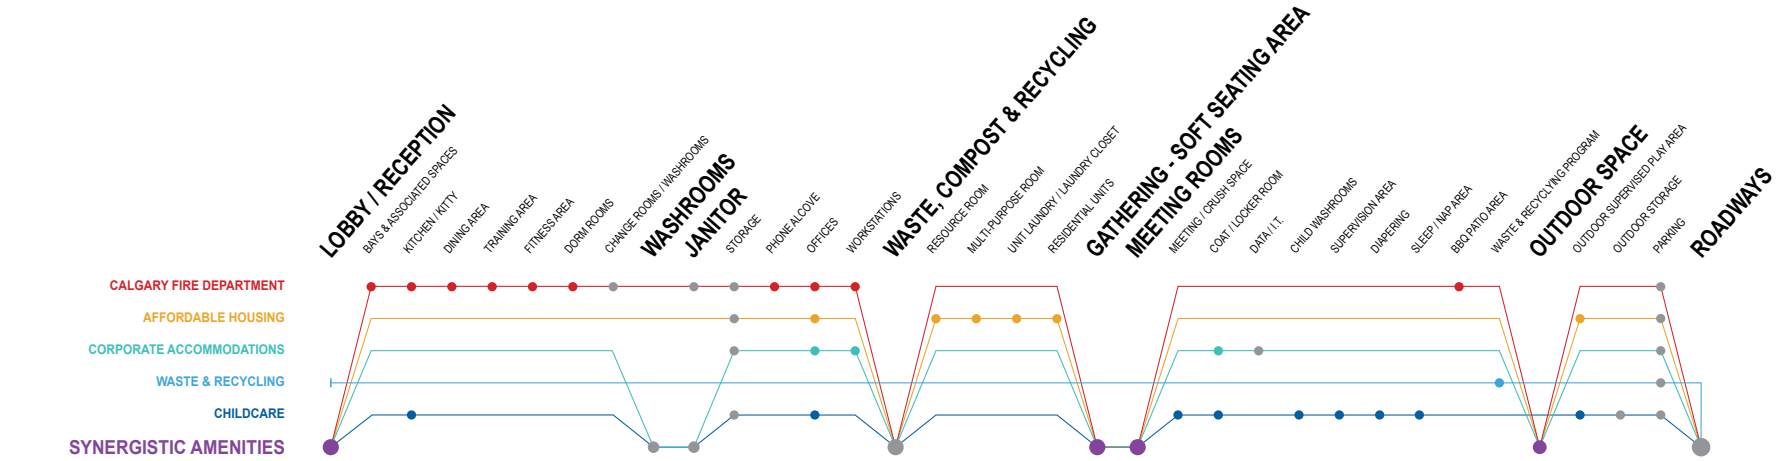 LOBBY / RECEPTION
BAYS & ASSOCIATED SPACES
KITCHEN / KITTY
DINING AREA
TRAINING AREA
FITNESS AREA
DORM ROOMS
CHANGE ROOMS / WASHROOMS
WASHROOMS
JANITOR
STORAGE
PHONE ALCOVE
OFFICES
WORKSTATIONS
WASTE, COMPOST & RECYCLING
RESOURCE ROOM
MULTI-PURPOSE ROOM
UNIT LAUNDRY / LAUNDRY CLOSET
RESIDENTIAL UNITS
GATHERING - SOFT SEATING AREA
MEETING ROOMS
MEETING / CRUSH SPACE
COAT / LOCKER ROOM
DATA / I.T.
CHILD WASHROOMS
SUPERVISION AREA
DIAPERING
SLEEP / NAP AREA
BBQ PATIO AREA
WASTE & RECYCLYING PROGRAM
OUTDOOR SPACE
OUTDOOR SUPERVISED PLAY AREA
OUTDOOR STORAGE
PARKING
ROADWAYS
CALGARY FIRE DEPARTMENT
AFFORDABLE HOUSING
CORPORATE ACCOMMODATIONS
WASTE & RECYCLING
CHILDCARE
SYNERGISTIC AMENITIES